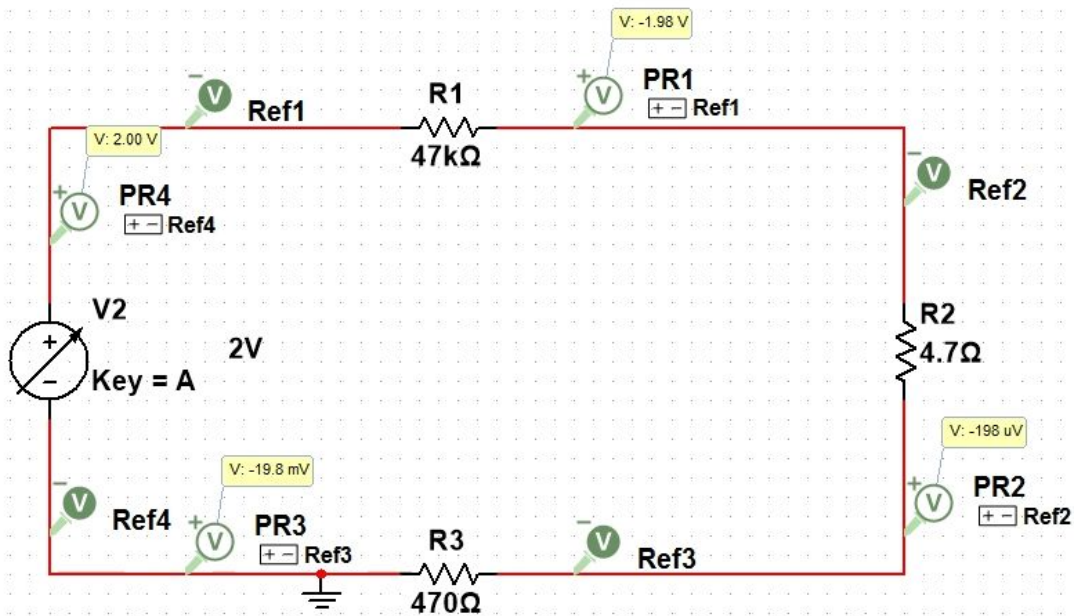 V: -1.98 V
R1
47kΩ
+
V
PR1
+ - Ref1
-
V
Ref1
V: 2.00 V
+
V
PR4
+ - Ref4
-
V
Ref2
V2
+
-
Key = A
2V
R2
4.7Ω
V: -198 uV
+
V
PR2
+ - Ref2
V: -19.8 mV
-
V
Ref4
+
V
PR3
+ - Ref3
R3
470Ω
-
V
Ref3